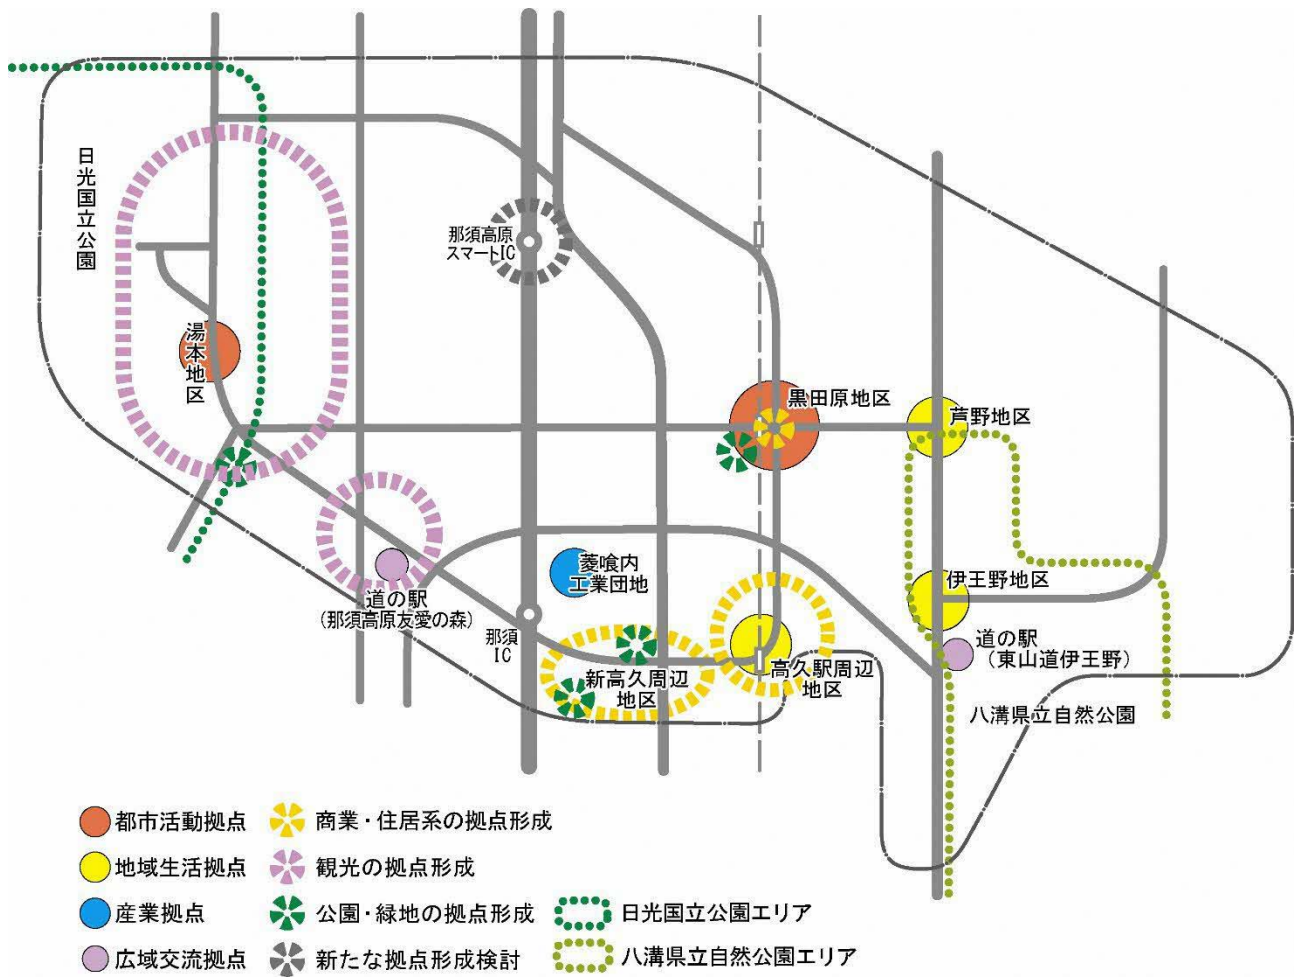 日光国立公園
那須高原
スマートIC
湯本地区
黒田原地区
芦野地区
菱喰内
工業団地
伊王野地区
道の駅
(那須高原友愛の森)
那須
IC
道の駅
(東山道伊王野)
新高久周辺
地区
高久駅周辺
地区
八溝県立自然公園
都市活動拠点
商業・住居系の拠点形成
地域生活拠点
観光の拠点形成
産業拠点
公園・緑地の拠点形成
日光国立公園エリア
広域交流拠点
新たな拠点形成検討
八溝県立自然公園エリア